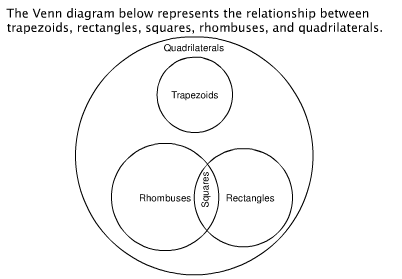 The Venn diagram below represents the relationship between
trapezoids, rectangles, squares, rhombuses, and quadrilaterals.
Quadrilaterals
Trapezoids
Rhombuses
Squares
Rectangles